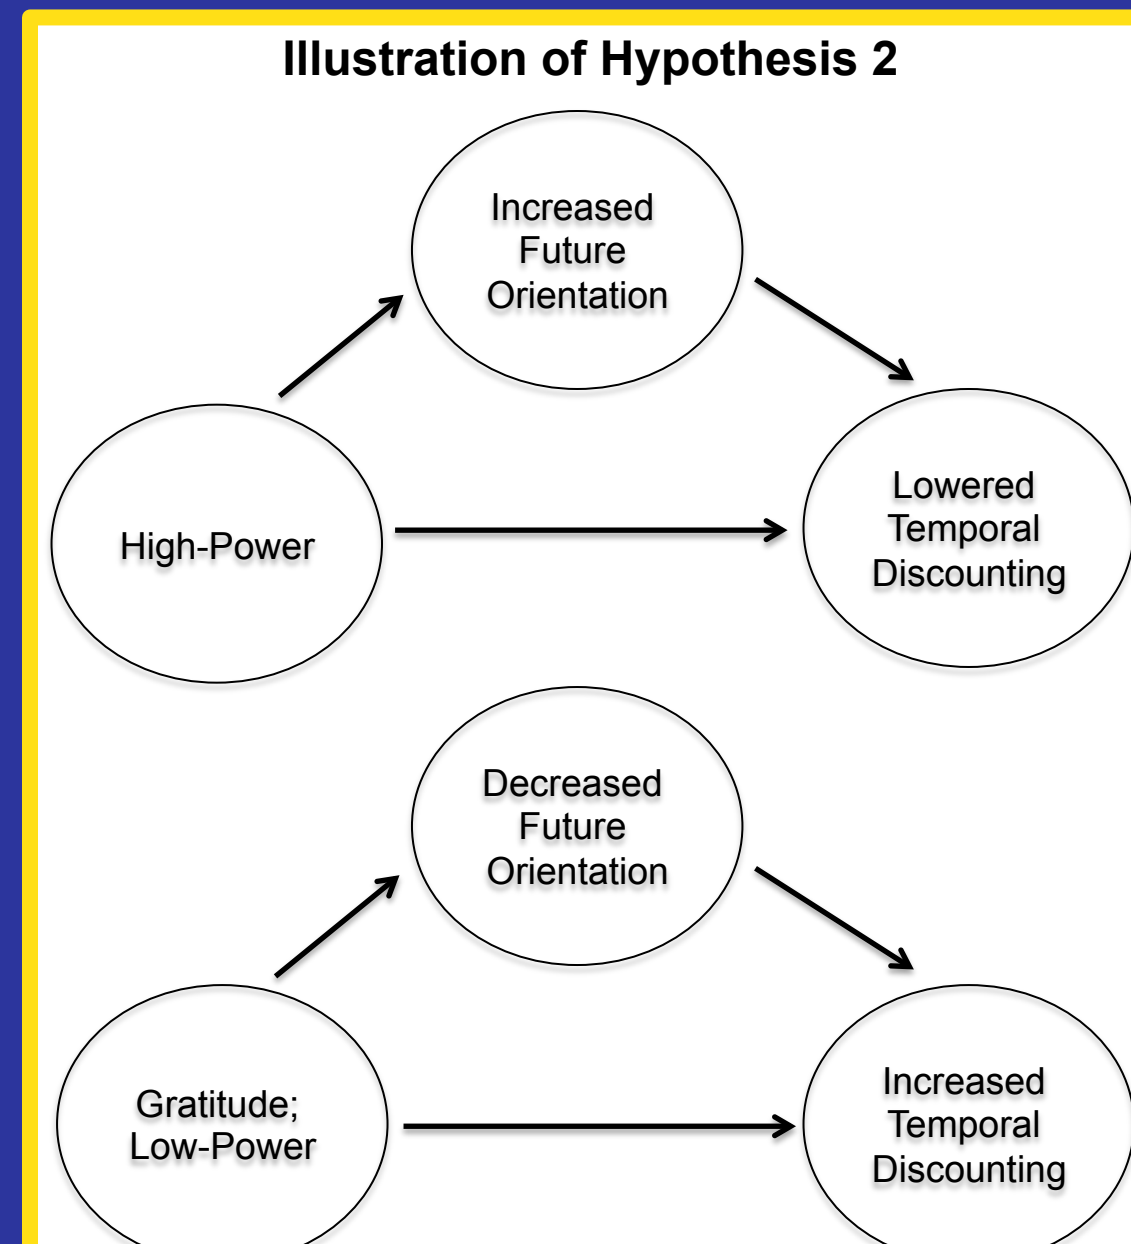 Illustration of Hypothesis 2
Increased
Future
Orientation
High-Power
Lowered
Temporal
Discounting
Decreased
Future
Orientation
Gratitude;
Low-Power
Increased
Temporal
Discounting